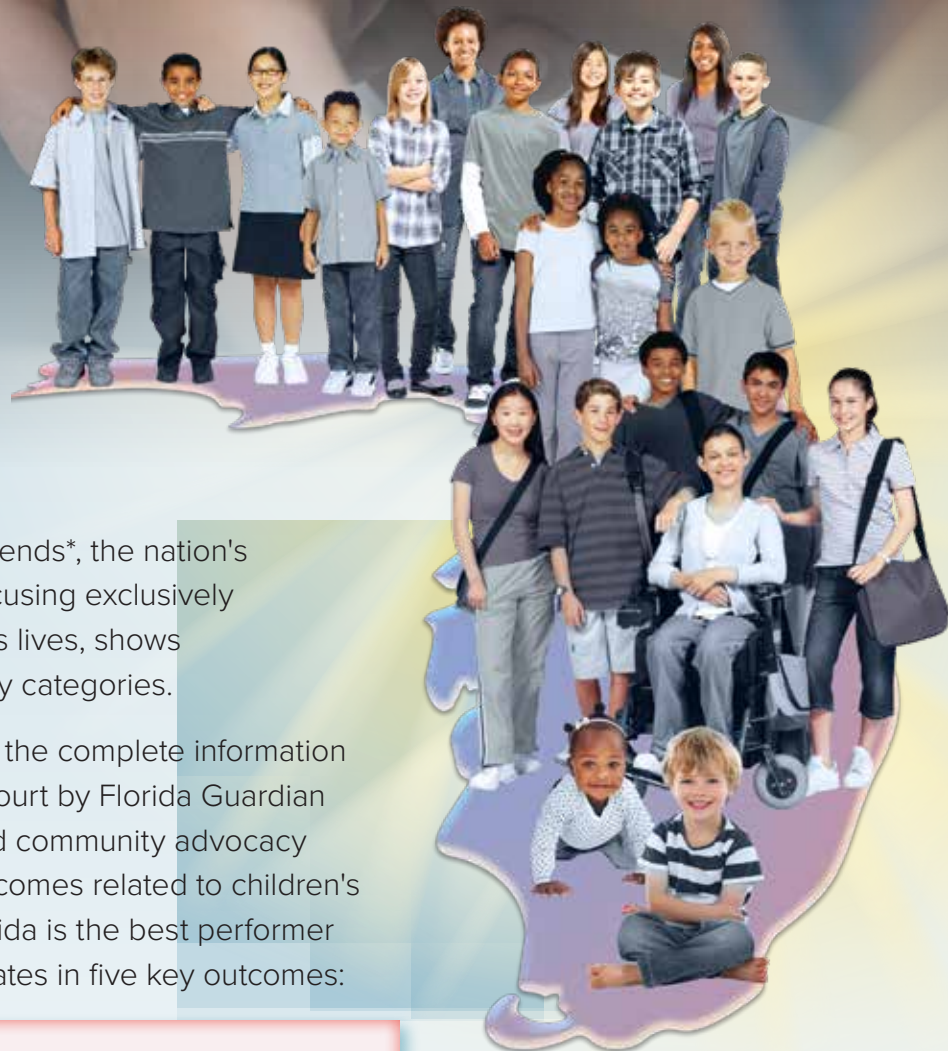 ends*, the nation's
cusing exclusively
s lives, shows
y categories.
the complete information
ourt by Florida Guardian
d community advocacy
comes related to children's
ida is the best performer
ates in five key outcomes: